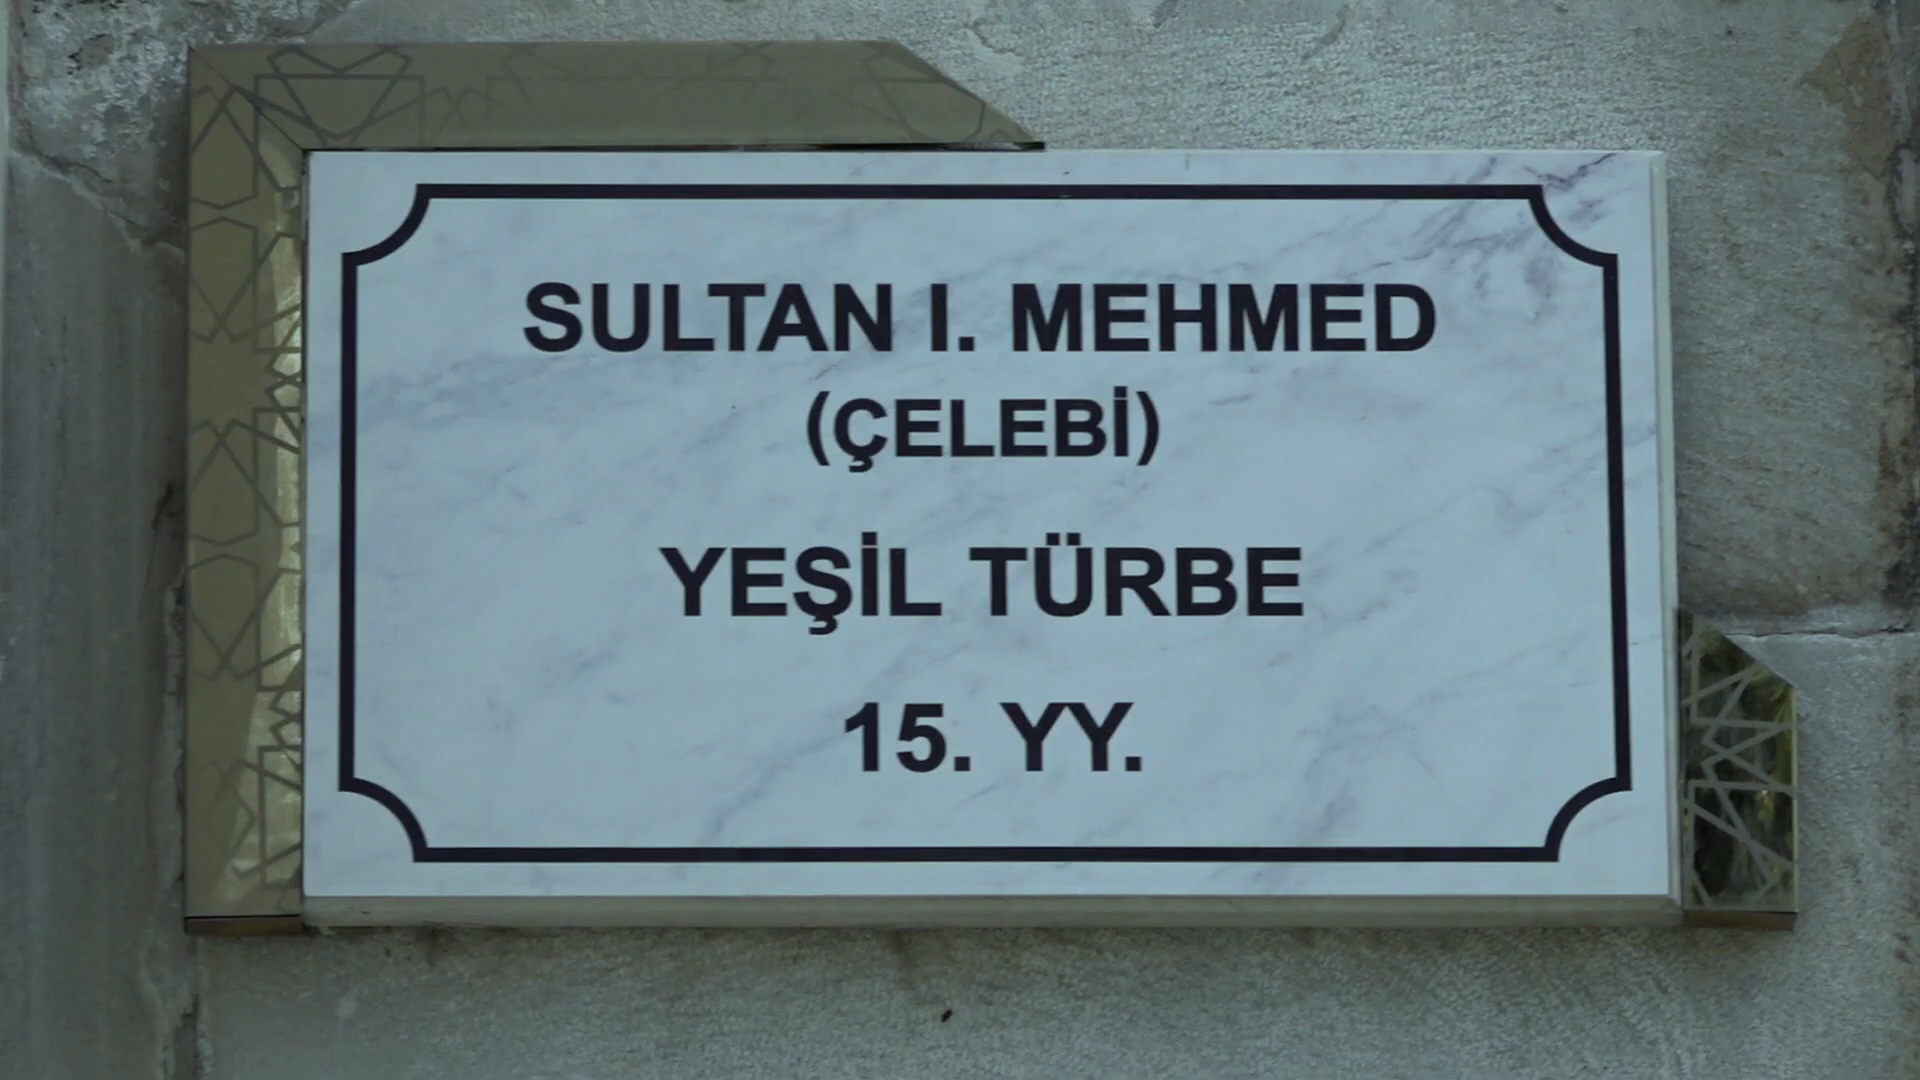 SULTAN I. MEHMED
(ÇELEBİ)
YEŞİL TÜRBE
15. YY.